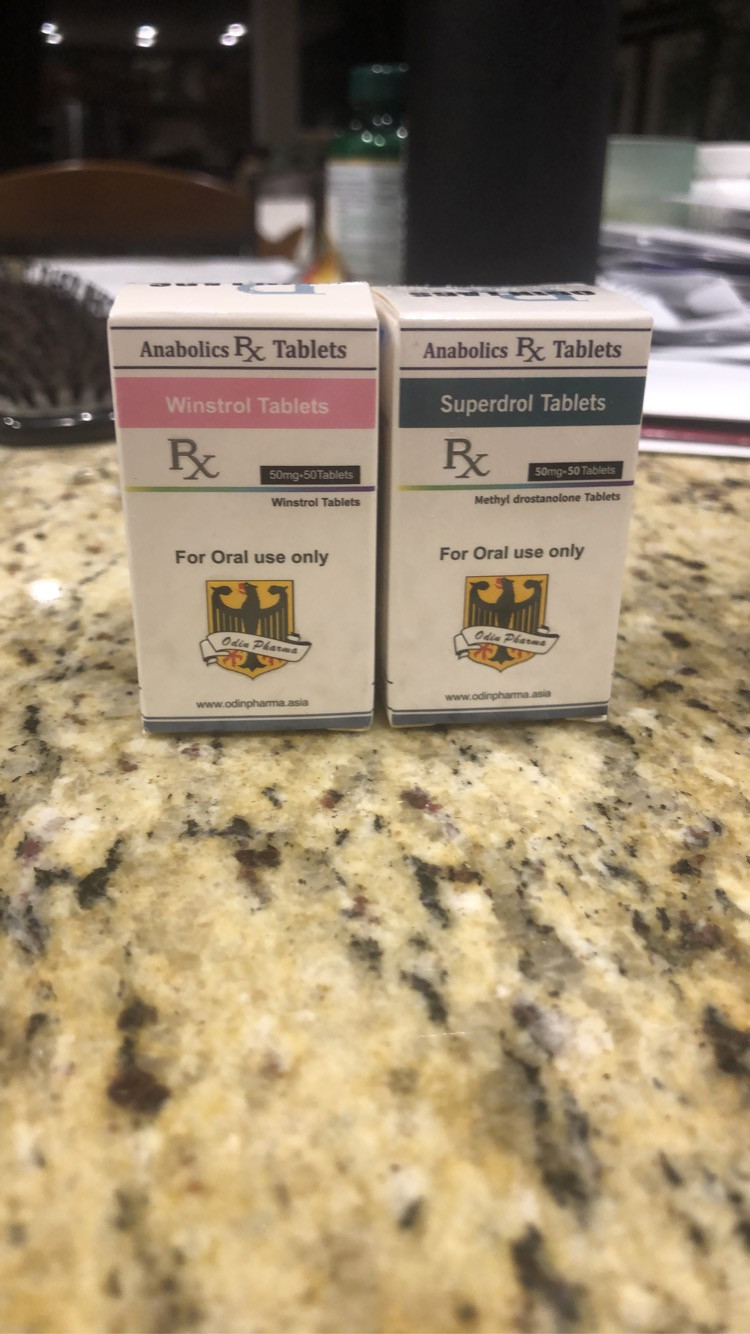 Anabolics Rx Tablets
Winstrol Tablets
Rx
50mg•50Tablets
Winstrol Tablets
For Oral use only
Odin Pharma
www.odinpharma.asia
Anabolics Rx Tablets
Superdrol Tablets
Rx
50mg•50Tablets
Methyl drostanolone Tablets
For Oral use only
Odin Pharma
www.odinpharma.asia